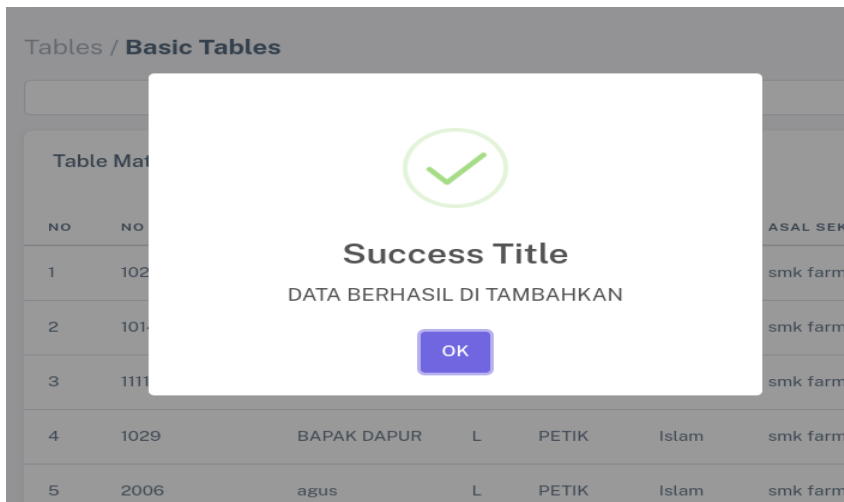 Tables / Basic Tables
Table Mat
NO NO ASAL SEK
Success Title
DATA BERHASIL DI TAMBAHKAN
OK
1 102 smk farm
2 101 smk farm
3 1111 smk farm
4 1029 BAPAK DAPUR L PETIK Islam smk farm
5 2006 agus L PETIK Islam smk farm